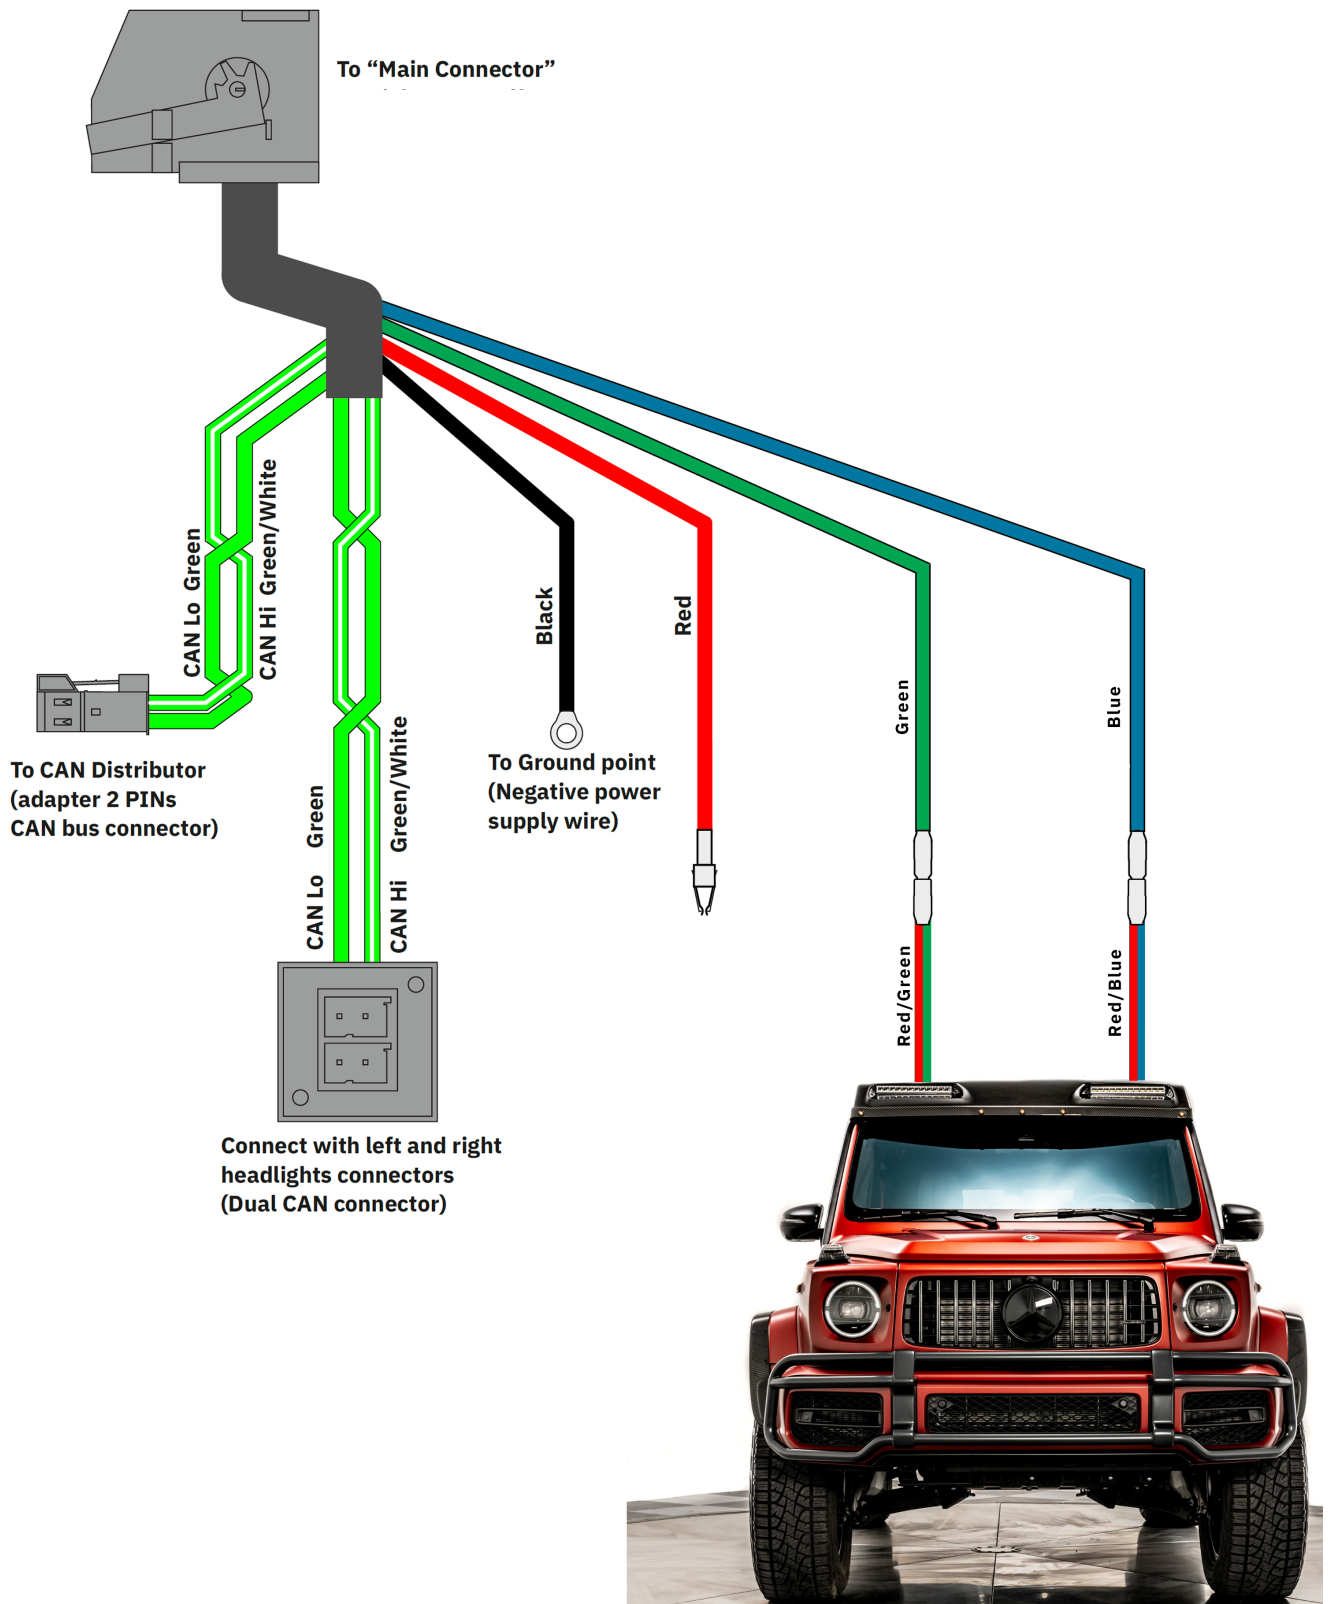 To “Main Connector”
CAN Lo Green
CAN Hi Green/White
To CAN Distributor
(adapter 2 PINs
CAN bus connector)
CAN Lo Green
CAN Hi Green/White
Connect with left and right
headlights connectors
(Dual CAN connector)
Black
To Ground point
(Negative power
supply wire)
Red
Green
Red/Green
Blue
Red/Blue